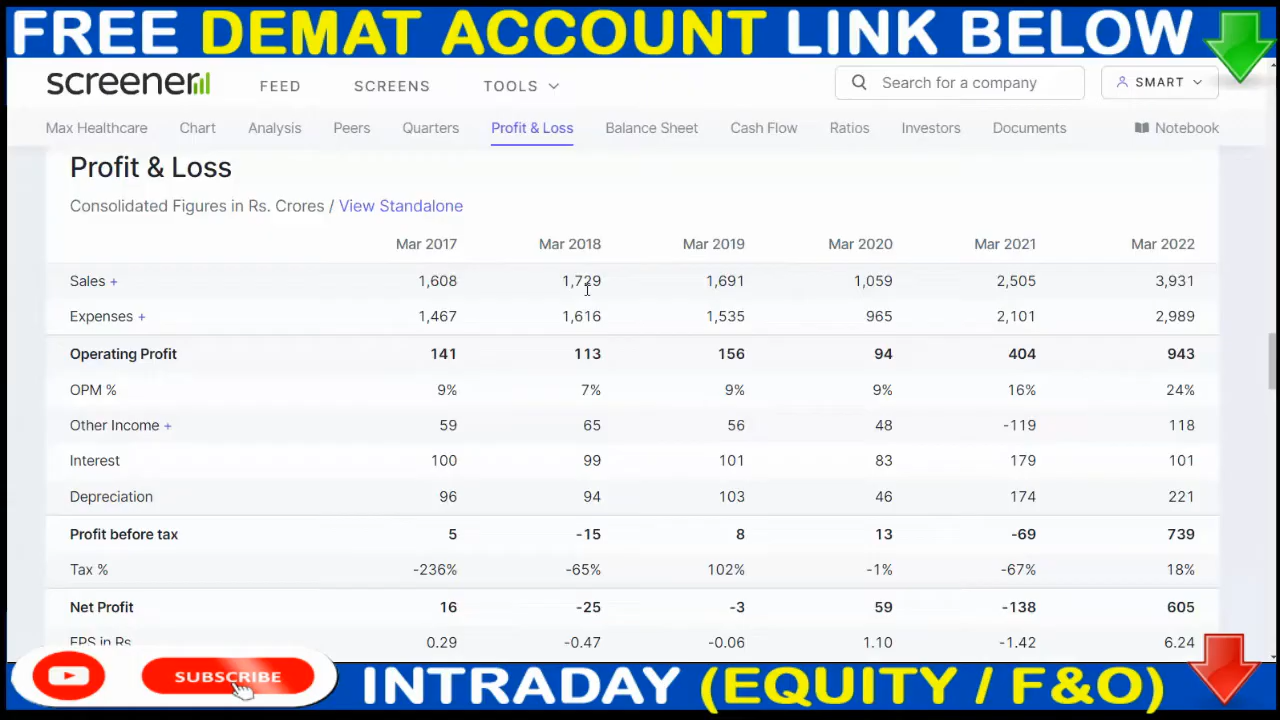 FREE DEMAT ACCOUNT LINK BELOW
screener FEED SCREENS TOOLS Search for a company SMART
Max Healthcare Chart Analysis Peers Quarters Profit & Loss Balance Sheet Cash Flow Ratios Investors Documents Notebook
Profit & Loss
Consolidated Figures in Rs. Crores / View Standalone
Mar 2017 Mar 2018 Mar 2019 Mar 2020 Mar 2021 Mar 2022
Sales + 1,608 1,729 1,691 1,059 2,505 3,931
Expenses + 1,467 1,616 1,535 965 2,101 2,989
Operating Profit 141 113 156 94 404 943
OPM % 9% 7% 9% 9% 16% 24%
Other Income + 59 65 56 48 -119 118
Interest 100 99 101 83 179 101
Depreciation 96 94 103 46 174 221
Profit before tax 5 -15 8 13 -69 739
Tax % -236% -65% 102% -1% -67% 18%
Net Profit 16 -25 -3 59 -138 605
EPS in Rs 0.29 -0.47 -0.06 1.10 -1.42 6.24
SUBSCRIBE INTRADAY (EQUITY / F&O)